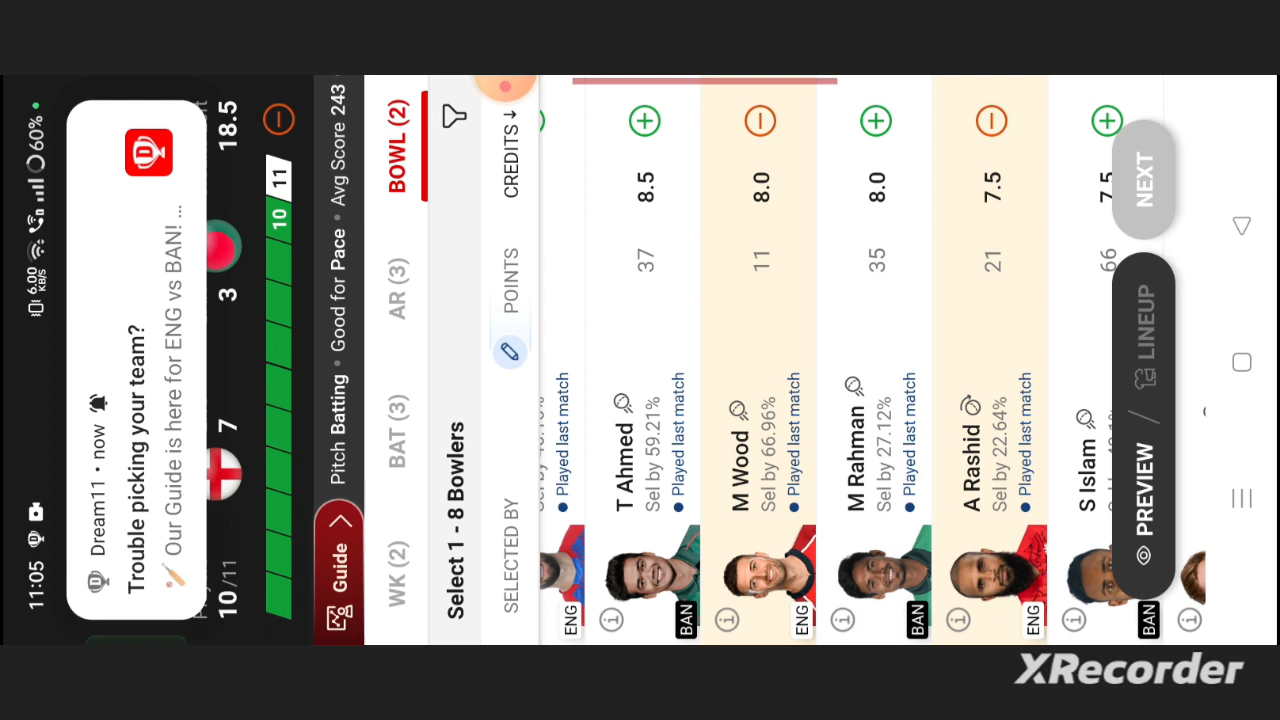 11:05
6.00
KB/S
60%
Dream11 • now
Trouble picking your team?
Our Guide is here for ENG vs BAN! ...
10/11
7
3
18.5
10
11
Guide
Pitch Batting • Good for Pace • Avg Score 243
WK (2)
BAT (3)
AR (3)
BOWL (2)
Select 1 - 8 Bowlers
SELECTED BY
POINTS
CREDITS
ENG
Played last match
T Ahmed
Sel by 59.21%
Played last match
BAN
37
8.5
M Wood
Sel by 66.96%
Played last match
ENG
11
8.0
M Rahman
Sel by 27.12%
Played last match
BAN
35
8.0
A Rashid
Sel by 22.64%
Played last match
ENG
21
7.5
S Islam
BAN
66
7.5
PREVIEW / LINEUP
NEXT
XRecorder